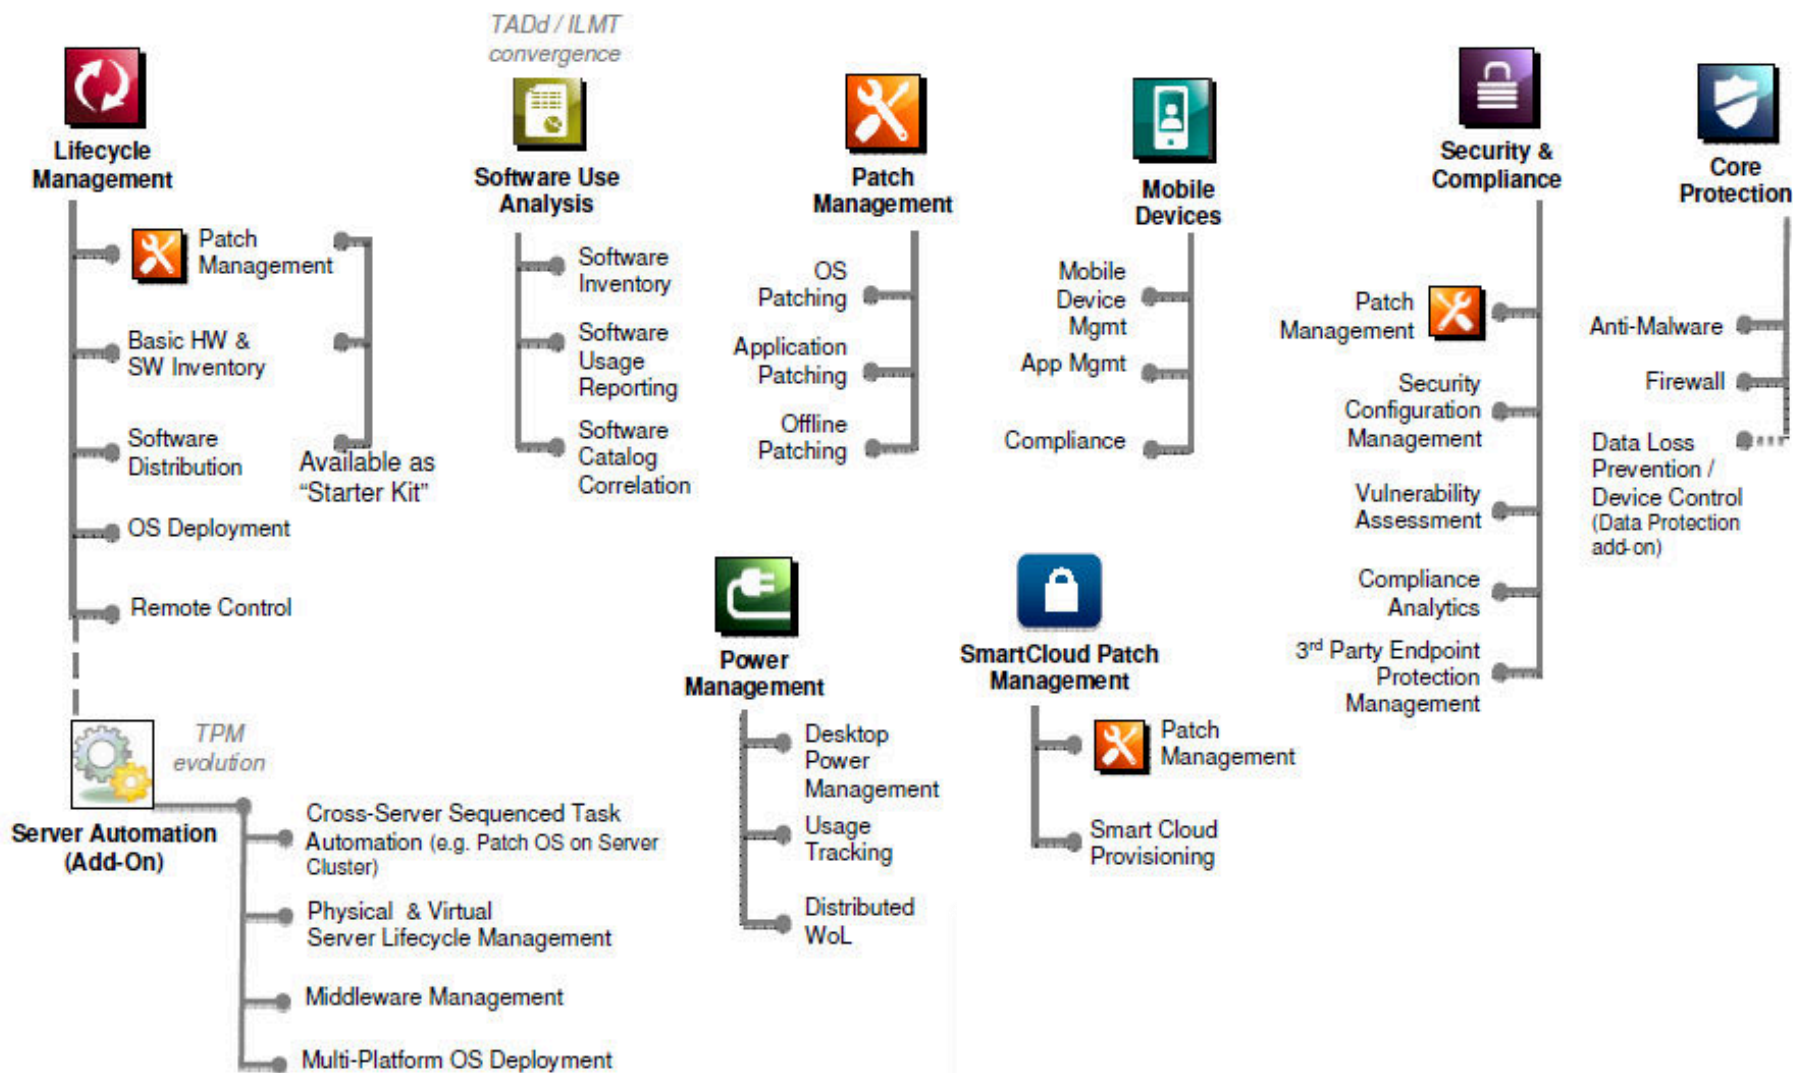 TADd / ILMT
convergence
Lifecycle
Management
Patch
Management
Basic HW &
SW Inventory
Software
Distribution
Available as
“Starter Kit”
OS Deployment
Remote Control
Software Use
Analysis
Software
Inventory
Software
Usage
Reporting
Software
Catalog
Correlation
Patch
Management
OS
Patching
Application
Patching
Offline
Patching
Mobile
Devices
Mobile
Device
Mgmt
App Mgmt
Compliance
Security &
Compliance
Patch
Management
Security
Configuration
Management
Vulnerability
Assessment
Compliance
Analytics
3rd Party Endpoint
Protection
Management
Core
Protection
Anti-Malware
Firewall
Data Loss
Prevention /
Device Control
(Data Protection
add-on)
TPM
evolution
Server Automation
(Add-On)
Cross-Server Sequenced Task
Automation (e.g. Patch OS on Server
Cluster)
Physical & Virtual
Server Lifecycle Management
Middleware Management
Multi-Platform OS Deployment
Power
Management
Desktop
Power
Management
Usage
Tracking
Distributed
WoL
SmartCloud Patch
Management
Patch
Management
Smart Cloud
Provisioning